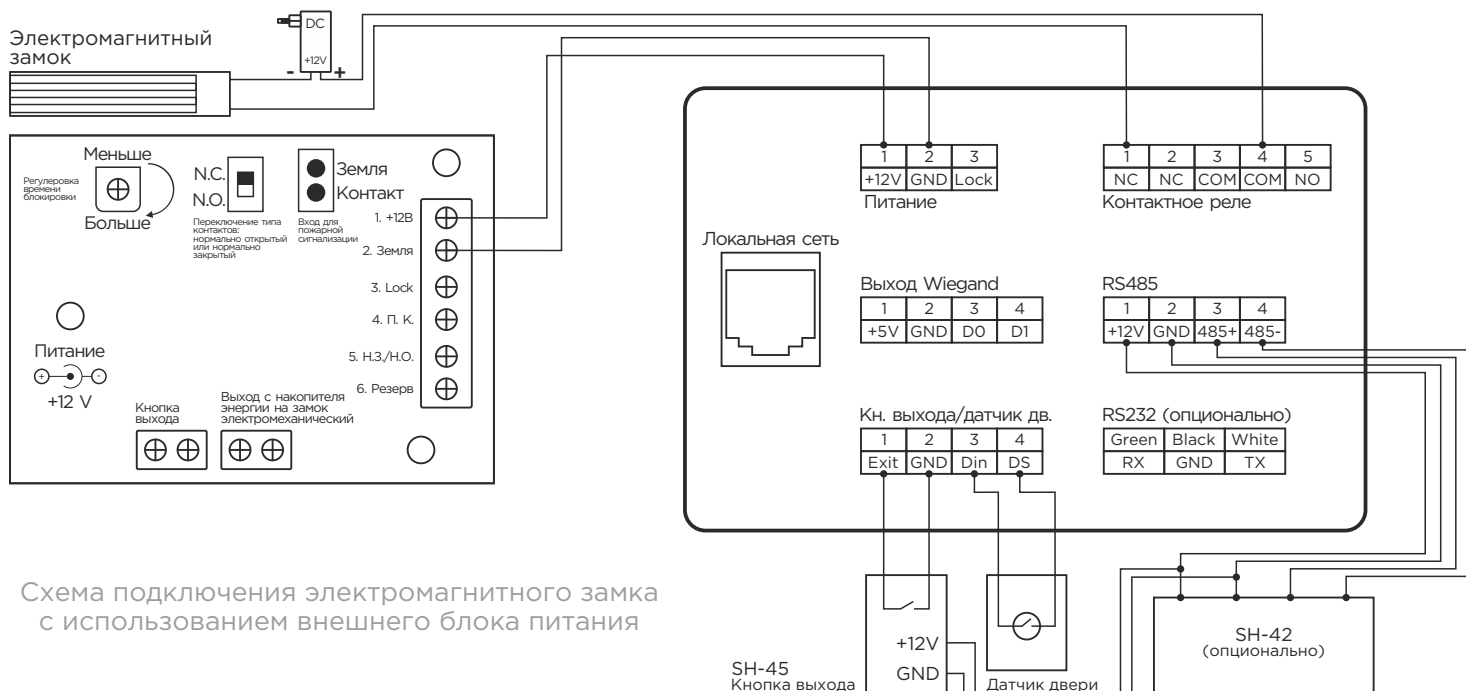 Электромагнитный
замок
DC
+12V
- +
Меньше
Регулеровка
времени
блокировки
Больше
N.C.
N.O.
Переключение типа
контактов:
нормально открытый
или нормально
закрытый
Земля
Контакт
Вход для
пожарной
сигнализации
1. +12В
2. Земля
3. Lock
4. П. К.
5. Н.З./Н.О.
6. Резерв
Питание
+ -
+12 V
Кнопка
выхода
Выход с накопителя
энергии на замок
электромеханический
1 2 3
+12V GND Lock
Питание
1 2 3 4 5
NC NC COM COM NO
Контактное реле
Локальная сеть
Выход Wiegand
1 2 3 4
+5V GND D0 D1
RS485
1 2 3 4
+12V GND 485+ 485-
Кн. выхода/датчик дв.
1 2 3 4
Exit GND Din DS
RS232 (опционально)
Green Black White
RX GND TX
Схема подключения электромагнитного замка
с использованием внешнего блока питания
+12V
GND
SH-45
Кнопка выхода
Датчик двери
SH-42
(опционально)